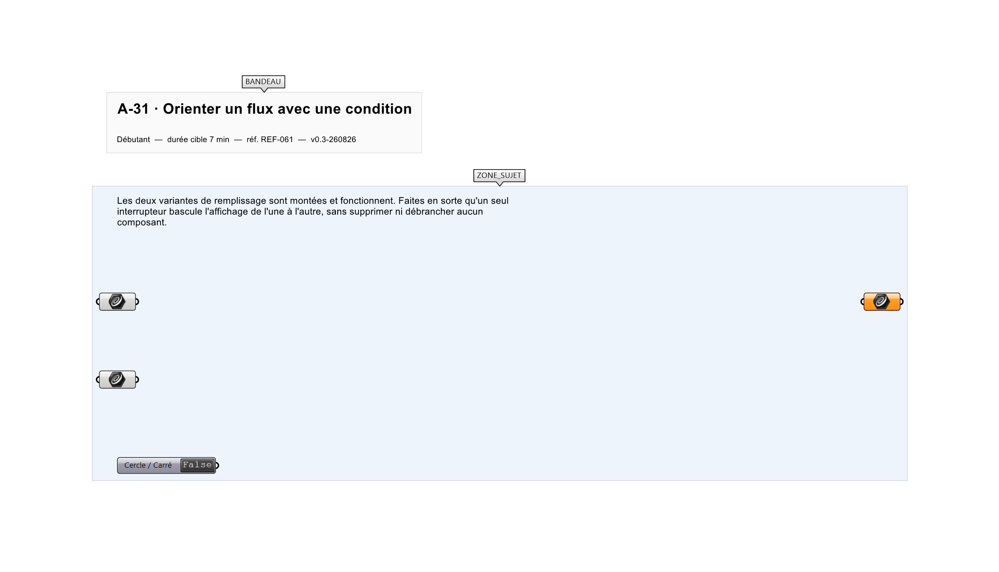 BANDEAU
A-31 · Orienter un flux avec une condition
Débutant — durée cible 7 min — réf. REF-061 — v0.3-260826
ZONE_SUJET
Les deux variantes de remplissage sont montées et fonctionnent. Faites en sorte qu'un seul
interrupteur bascule l'affichage de l'une à l'autre, sans supprimer ni débrancher aucun
composant.
Cercle / Carré False